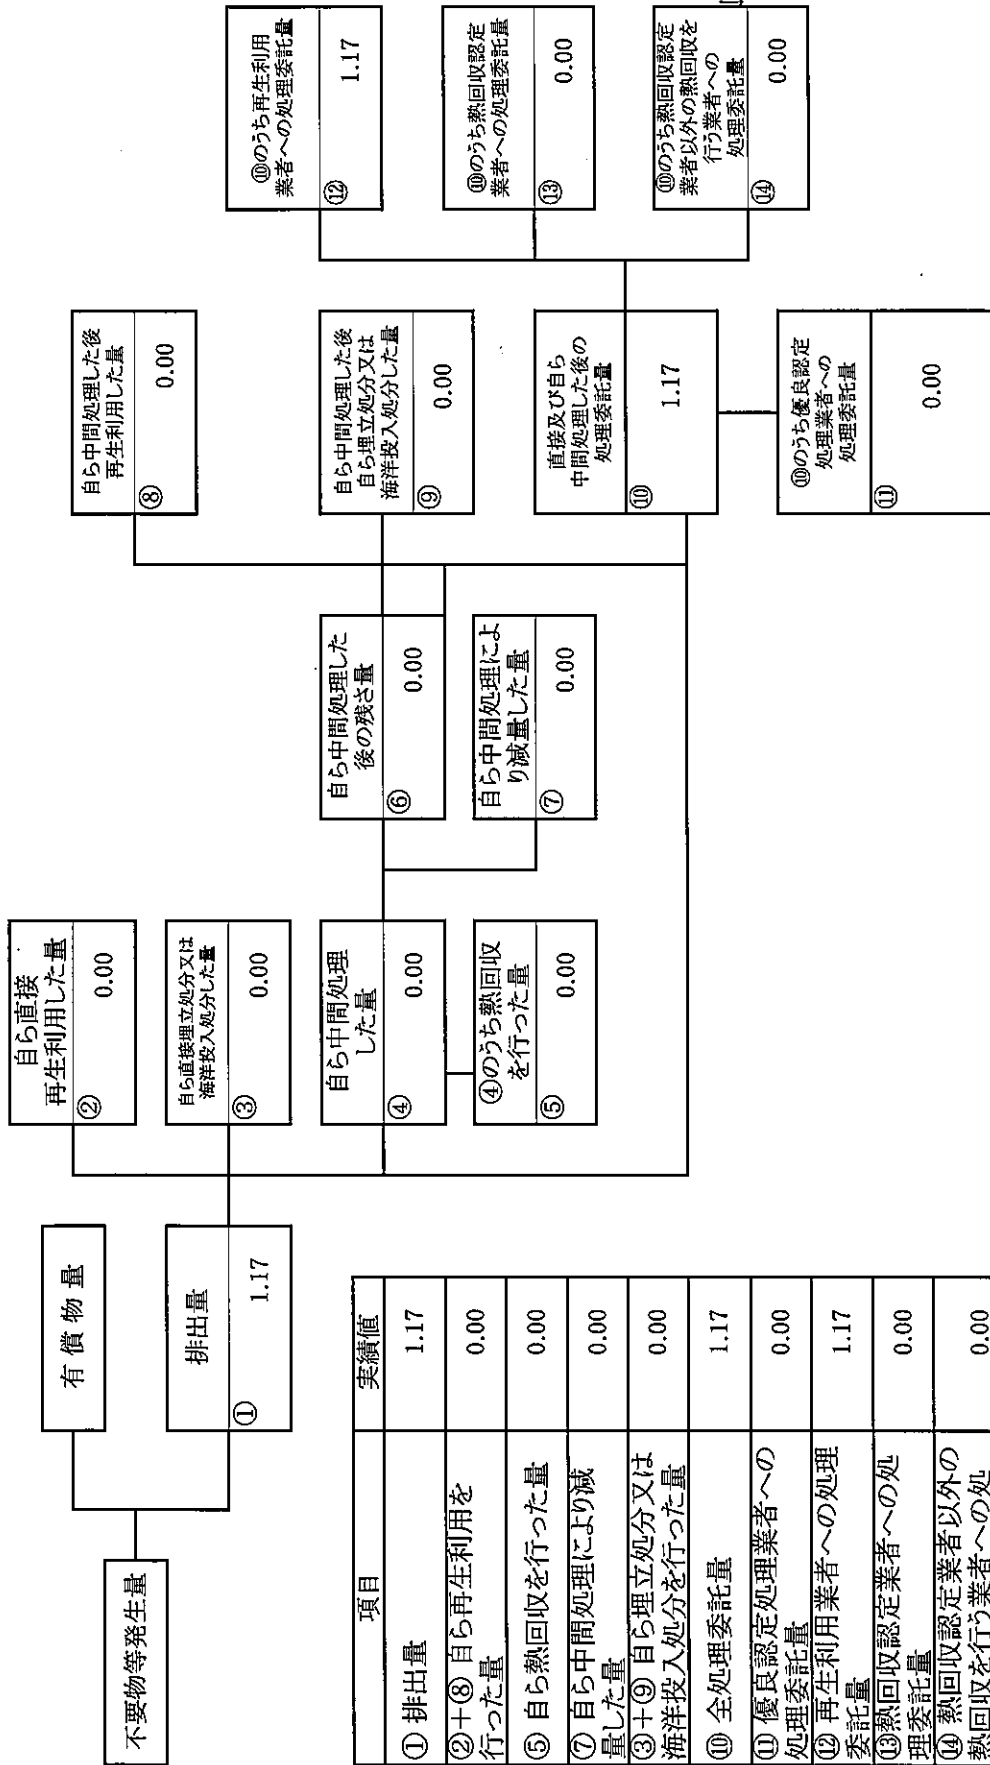 不要物等発生量
有償物量
排出量
①
1.17
自ら直接
再生利用した量
②
0.00
自ら直接埋立処分又は
海洋投入処分した量
③
0.00
自ら中間処理
した量
④
0.00
④のうち熱回収
を行った量
⑤
0.00
自ら中間処理した
後の残さ量
⑥
0.00
自ら中間処理によ
り減量した量
⑦
0.00
自ら中間処理した後
再生利用した量
⑧
0.00
自ら中間処理した後
自ら埋立処分又は
海洋投入処分した量
⑨
0.00
直接及び自ら
中間処理した後の
処理委託量
⑩
1.17
⑩のうち優良認定
処理業者への
処理委託量
⑪
0.00
⑩のうち再生利用
業者への処理委託量
⑫
1.17
⑩のうち熱回収認定
業者への処理委託量
⑬
0.00
⑩のうち熱回収認定
業者以外の熱回収を
行う業者への
処理委託量
⑭
0.00
項目 実績値
①排出量 1.17
②+⑧ 自ら再生利用を
行った量 0.00
⑤ 自ら熱回収を行った量 0.00
⑦ 自ら中間処理により減
量した量 0.00
③+⑨ 自ら埋立処分又は
海洋投入処分を行った量 0.00
⑩ 全処理委託量 1.17
⑪ 優良認定処理業者への
処理委託量 0.00
⑫ 再生利用業者への処理
委託量 1.17
⑬熱回収認定業者への処
理委託量 0.00
⑭ 熱回収認定業者以外の
熱回収を行う業者への処 0.00